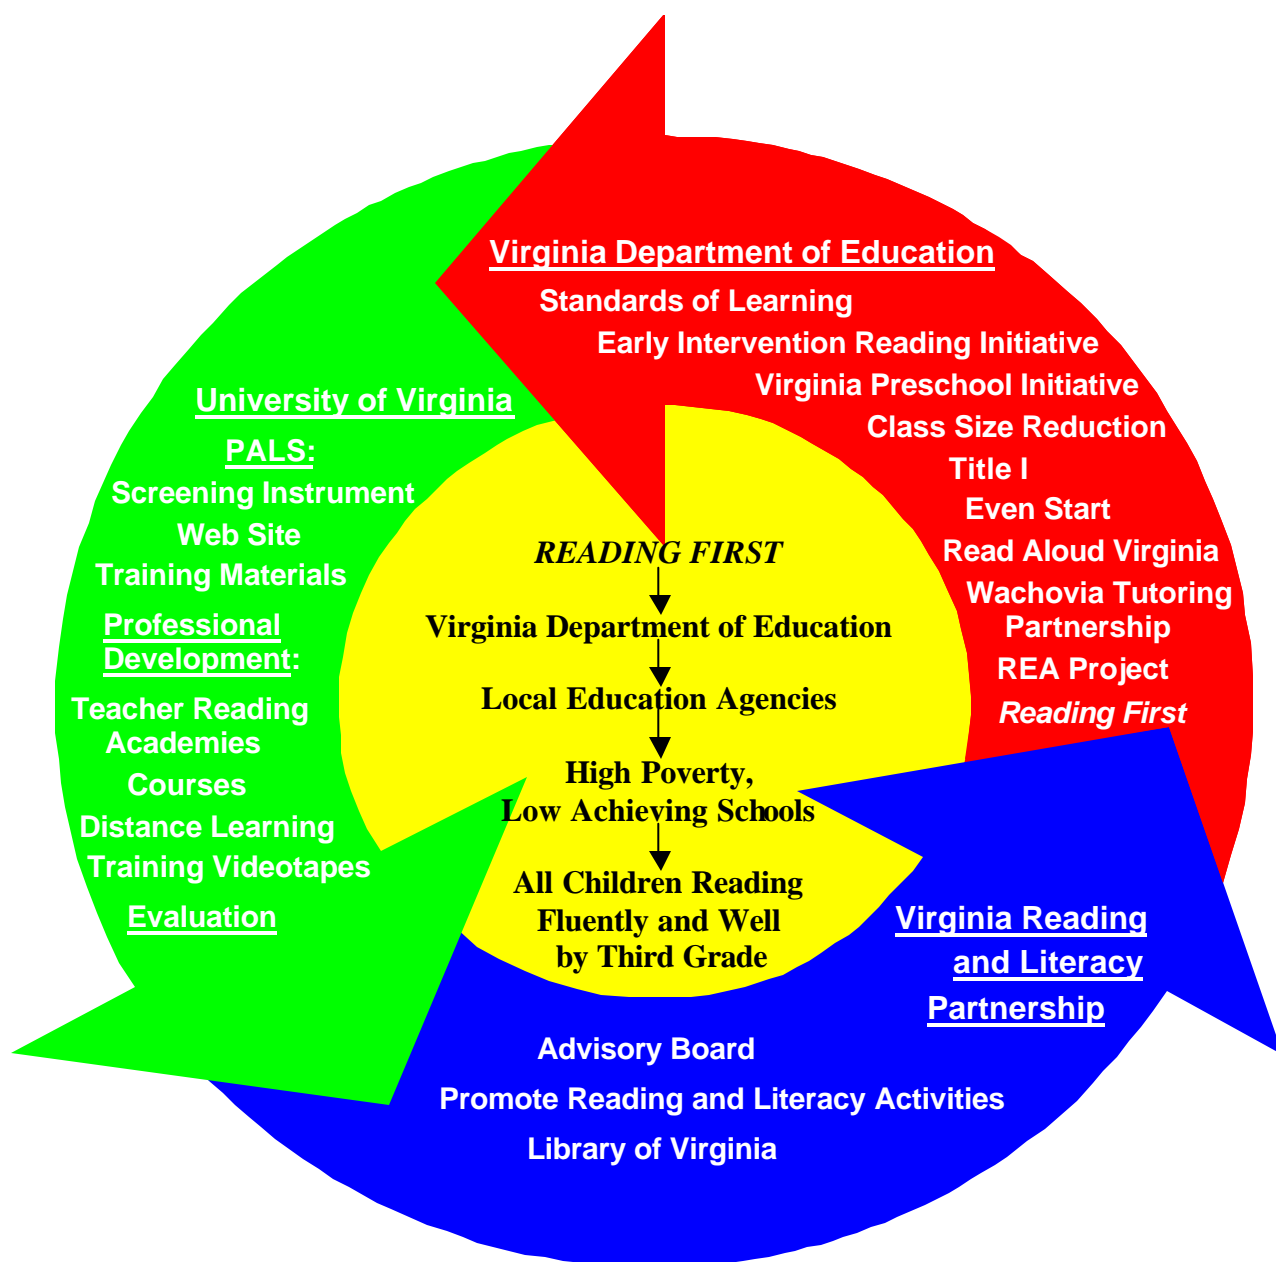 Virginia Department of Education
Standards of Learning
Early Intervention Reading Initiative
Virginia Preschool Initiative
Class Size Reduction
Title I
Even Start
Read Aloud Virginia
Wachovia Tutoring
Partnership
REA Project
Reading First
University of Virginia
PALS:
Screening Instrument
Web Site
Training Materials
Professional
Development:
Teacher Reading
Academies
Courses
Distance Learning
Training Videotapes
Evaluation
READING FIRST
Virginia Department of Education
Local Education Agencies
High Poverty,
Low Achieving Schools
All Children Reading
Fluently and Well
by Third Grade
Virginia Reading
and Literacy
Partnership
Advisory Board
Promote Reading and Literacy Activities
Library of Virginia